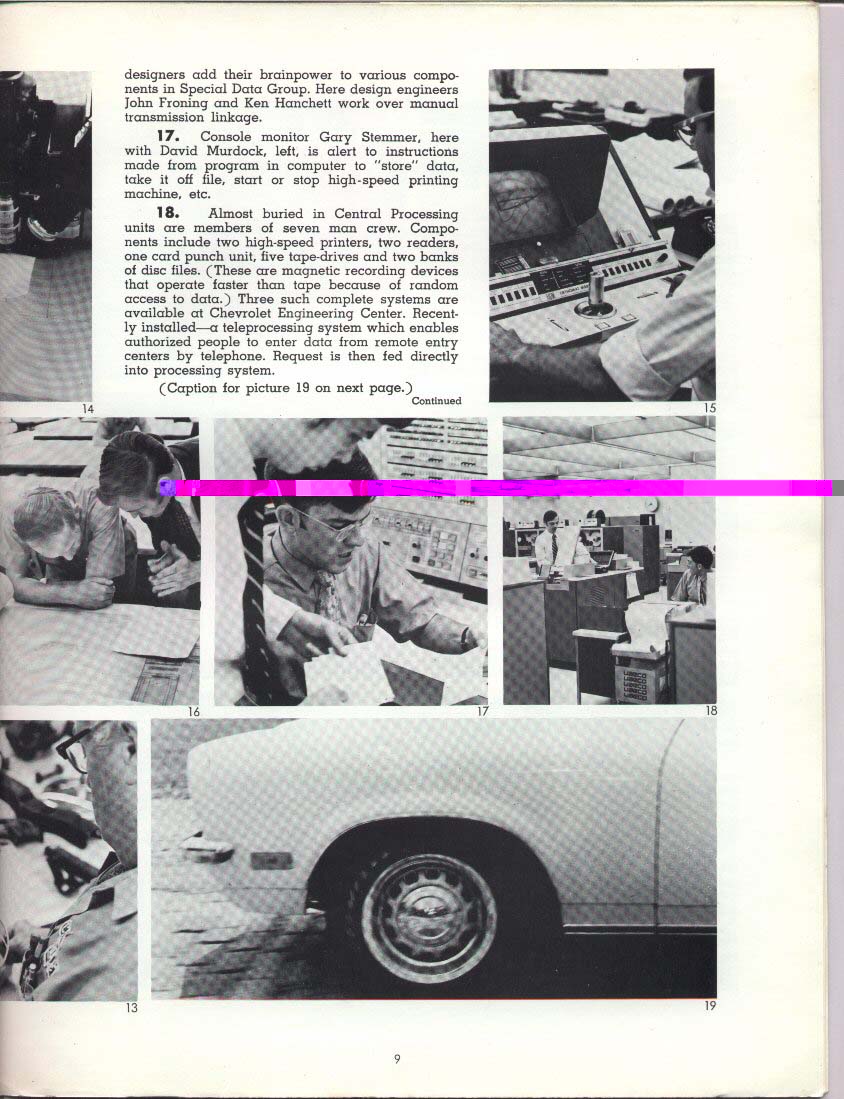 designers add their brainpower to various compo-
nents in Special Data Group. Here design engineers
John Froning and Ken Hanchett work over manual
transmission linkage.
17. Console monitor Gary Stemmer, here
with David Murdock, left, is alert to instructions
made from program in computer to "store" data,
take it off file, start or stop high-speed printing
machine, etc.
18. Almost buried in Central Processing
units are members of seven man crew. Compo-
nents include two high-speed printers, two readers,
one card punch unit, five tape-drives and two banks
of disc files. (These are magnetic recording devices
that operate faster than tape because of random
access to data.) Three such complete systems are
available at Chevrolet Engineering Center. Recent-
ly installed—a teleprocessing system which enables
authorized people to enter data from remote entry
centers by telephone. Request is then fed directly
into processing system.
(Caption for picture 19 on next page.)
Continued
14
15
16
17
18
13
19
9